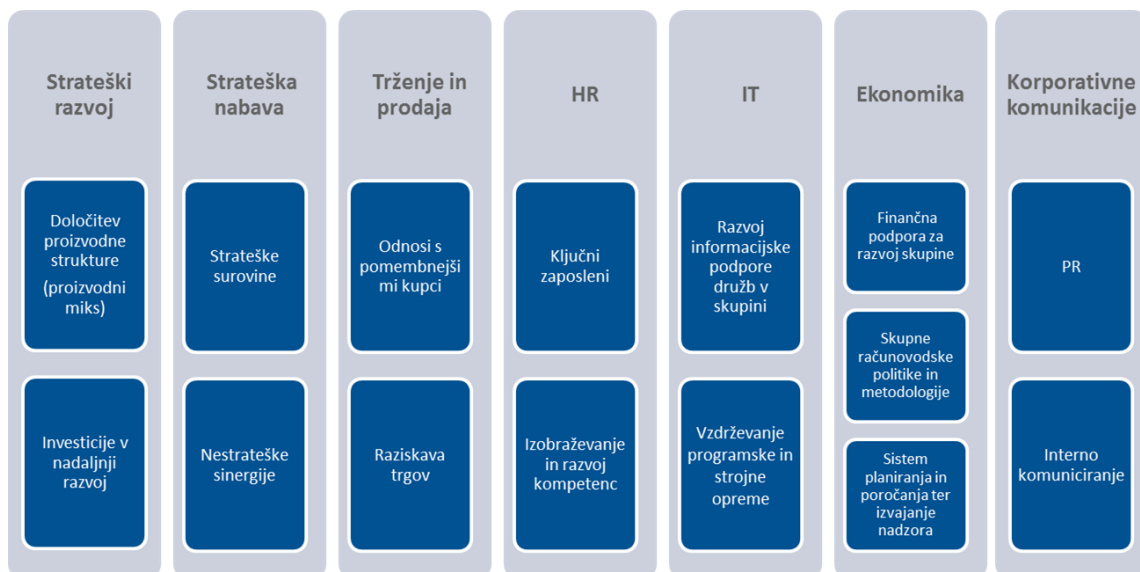 Strateški
razvoj
Določitev
proizvodne
strukture
(proizvodni
miks)
Investicije v
nadaljnji
razvoj
Strateška
nabava
Strateške
surovine
Nestrateške
sinergije
Trženje in
prodaja
Odnosi s
pomembnejši
mi kupci
Raziskava
trgov
HR
Ključni
zaposleni
Izobraževanje
in razvoj
kompetenc
IT
Razvoj
informacijske
podpore
družb v
skupini
Vzdrževanje
programske in
strojne
opreme
Ekonomika
Finančna
podpora za
razvoj skupine
Skupne
računovodske
politike in
metodologije
Sistem
planiranja in
poročanja ter
izvajanje
nadzora
Korporativne
komunikacije
PR
Interno
komuniciranje